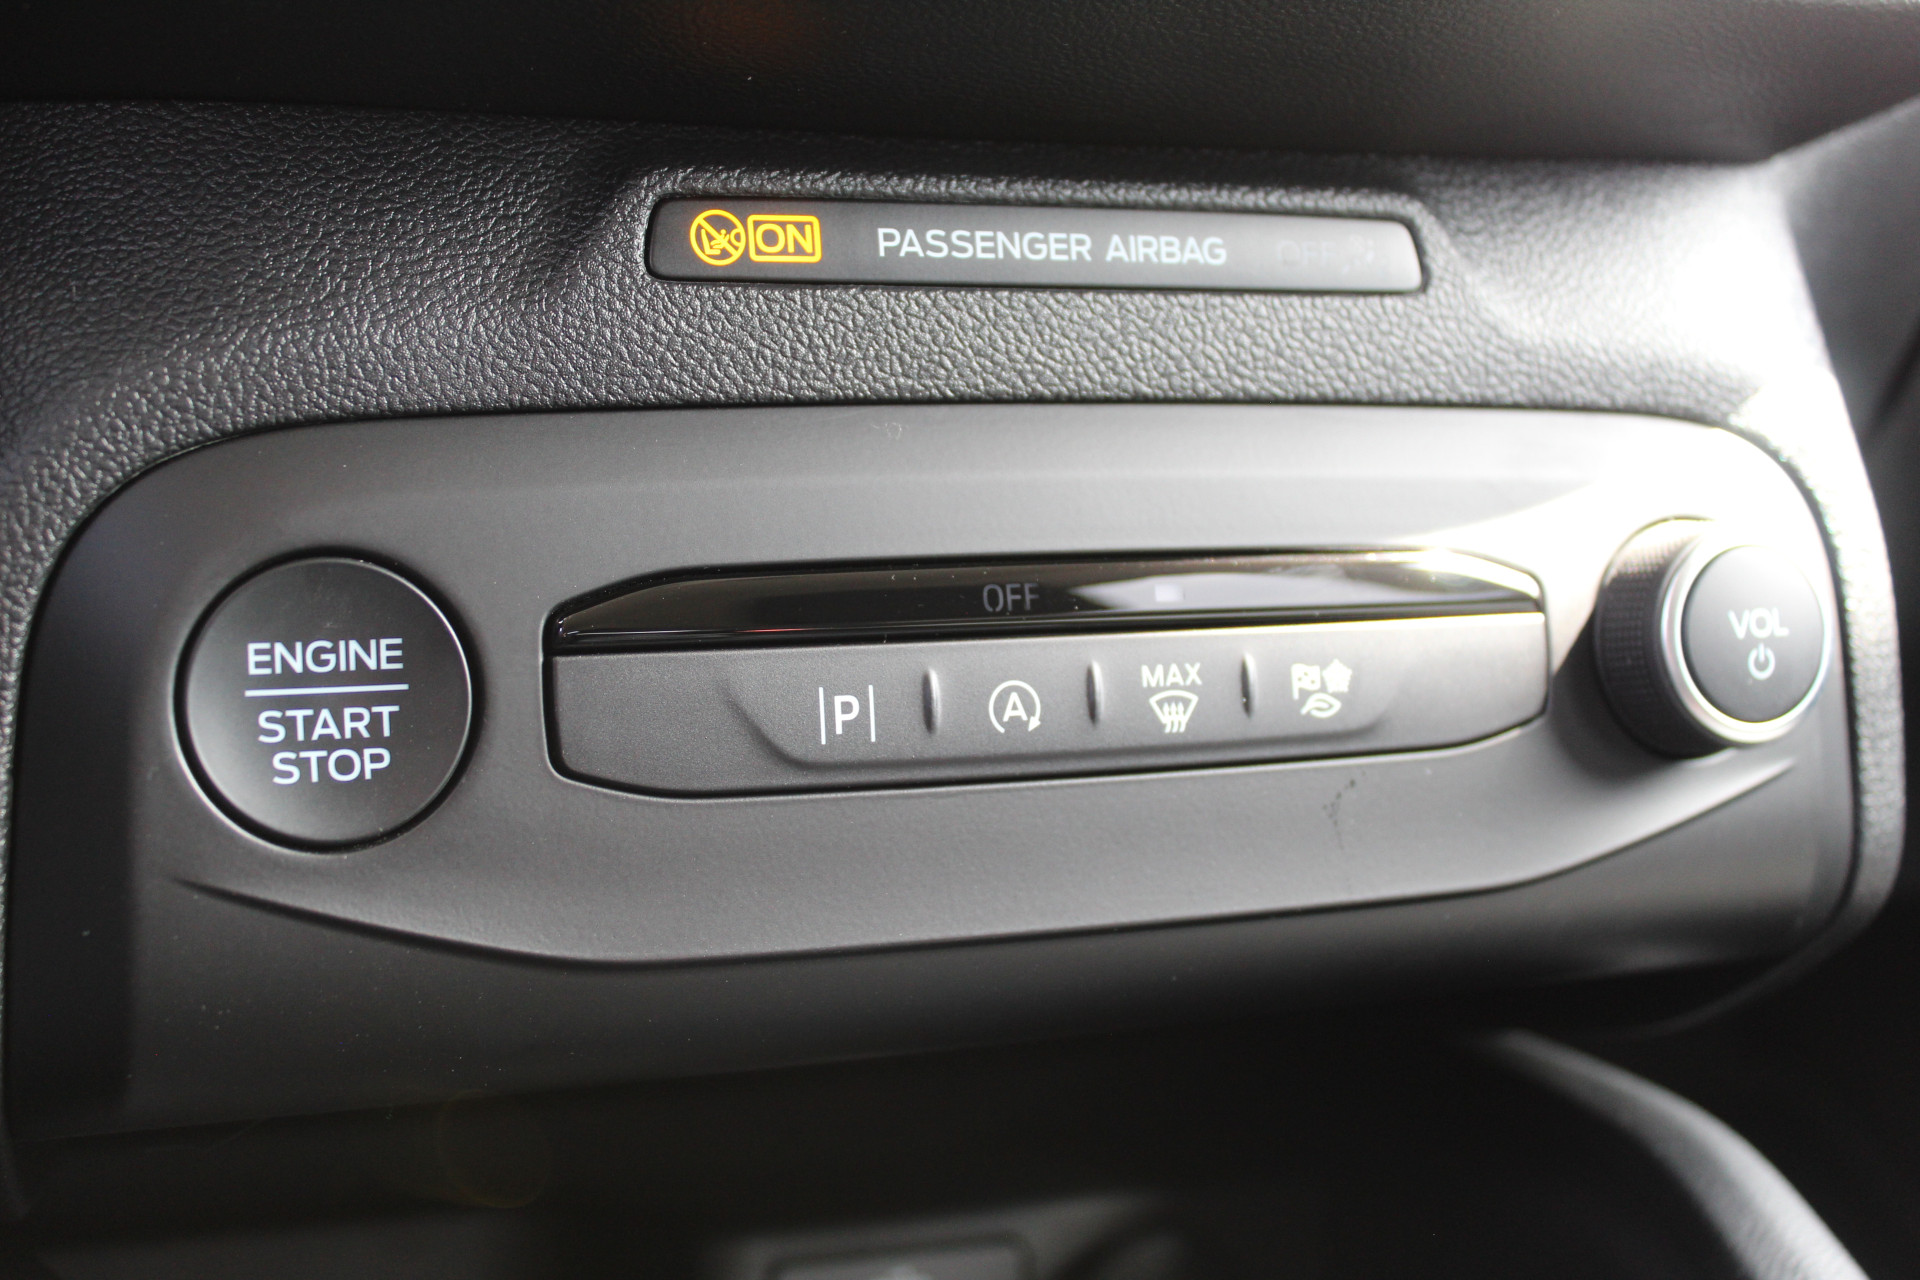 ON PASSENGER AIRBAG OFF
OFF
ENGINE
START
STOP
P
A
MAX
VOL